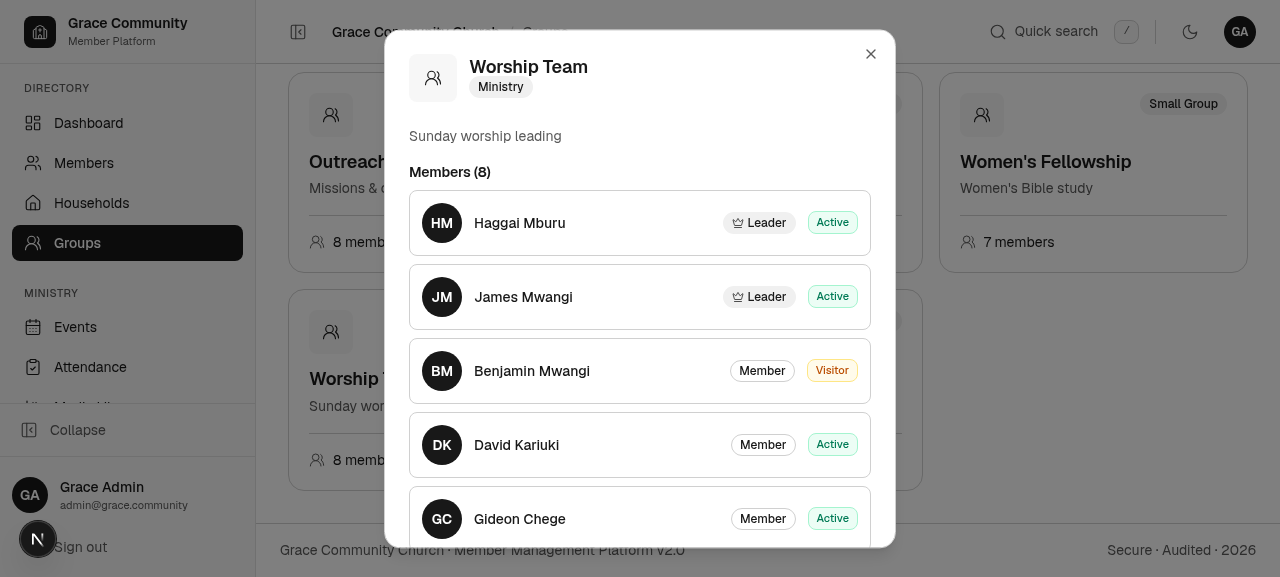 Grace Community
Member Platform
DIRECTORY
Dashboard
Members
Households
Groups
MINISTRY
Events
Attendance
Collapse
GA
Grace Admin
admin@grace.community
N
Sign out
Quick search
/
GA
Outreach
Missions &
8 memb
Worship
Sunday wor
8 memb
Small Group
Women's Fellowship
Women's Bible study
7 members
Worship Team
Ministry
Sunday worship leading
Members (8)
HM Haggai Mburu Leader Active
JM James Mwangi Leader Active
BM Benjamin Mwangi Member Visitor
DK David Kariuki Member Active
GC Gideon Chege Member Active
Grace Community Church · Member Management Platform v2.0
Secure · Audited · 2026